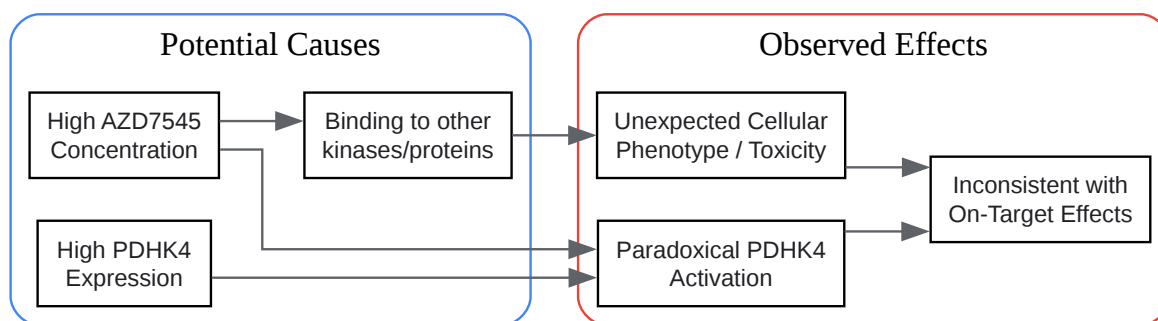 Potential Causes
Observed Effects
High AZD7545
Concentration
Binding to other
kinases/proteins
Unexpected Cellular
Phenotype / Toxicity
Inconsistent with
On-Target Effects
High PDHK4
Expression
Paradoxical PDHK4
Activation